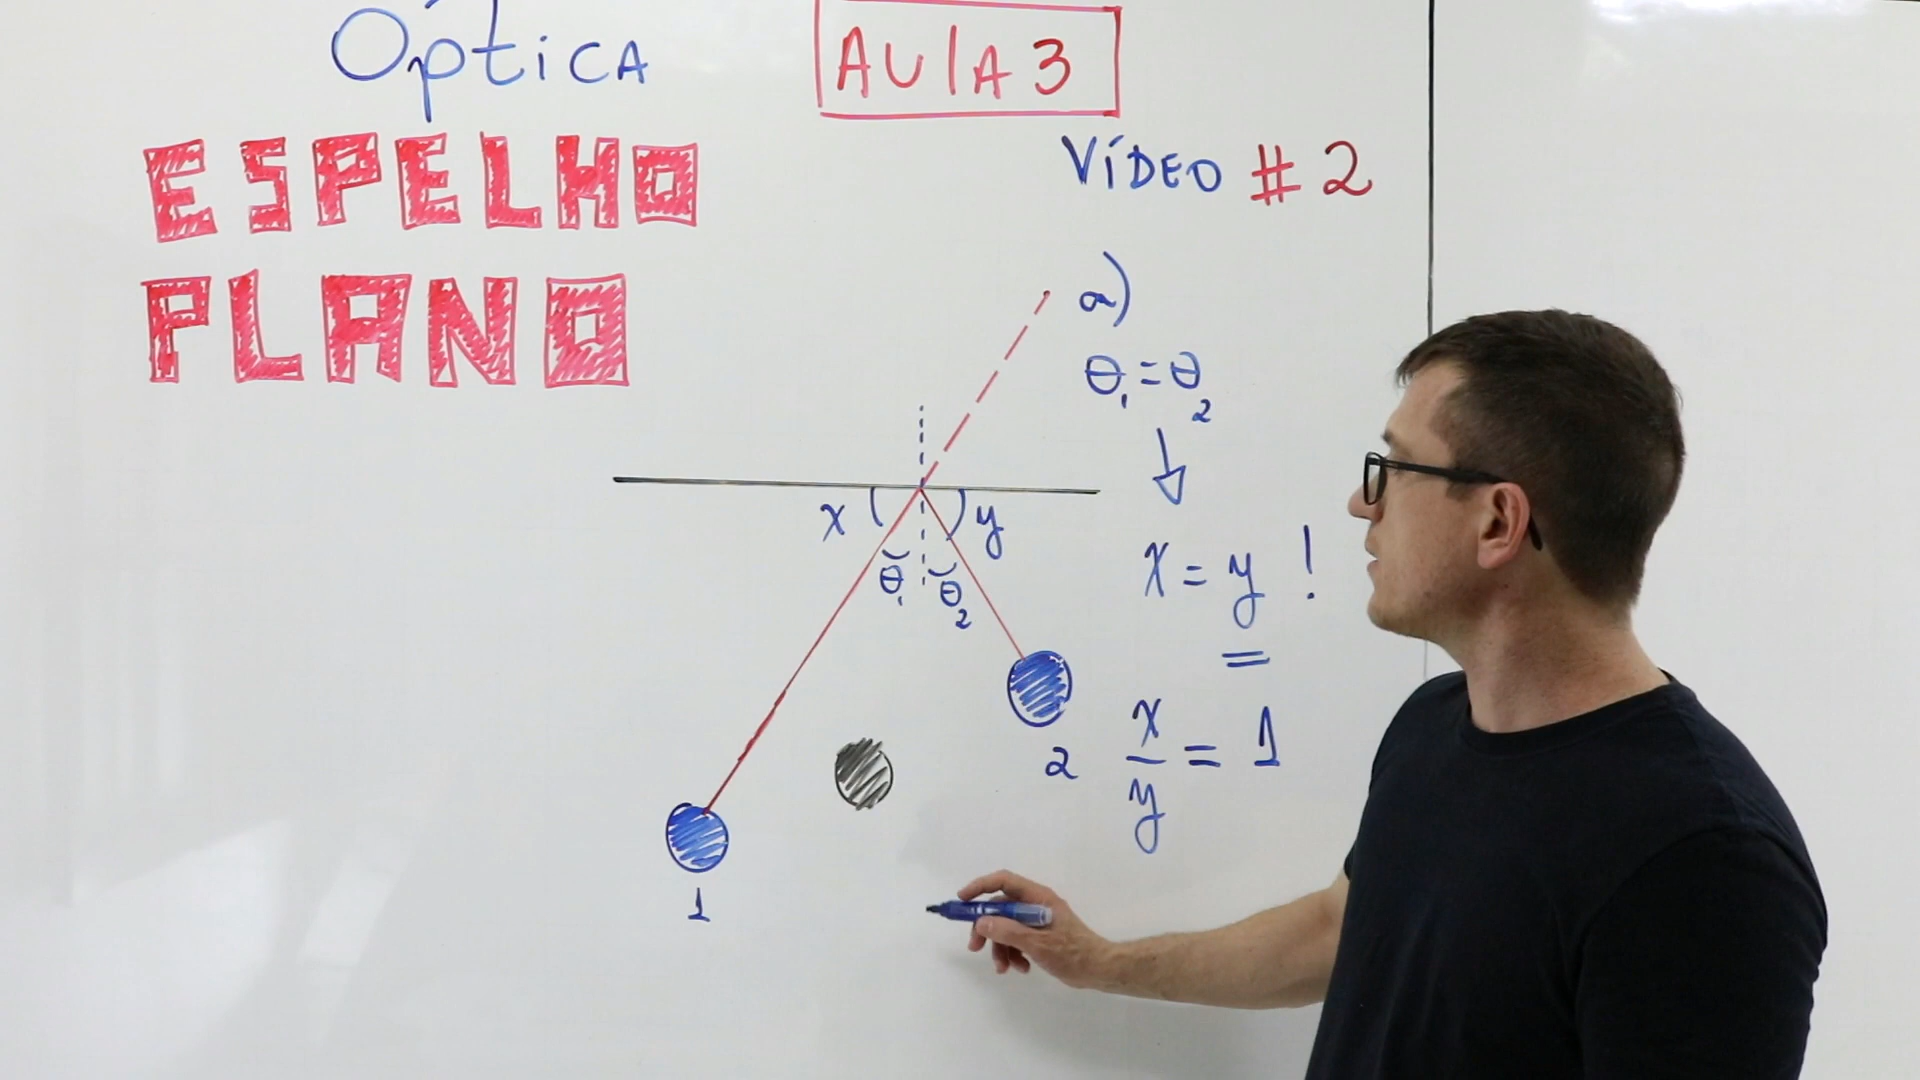 Óptica
AULA 3
ESPELHO
PLANO
VÍDEO # 2
a)
θ₁ = θ₂
x = y !
x/y = 1
x
y
θ₁
θ₂
1
2